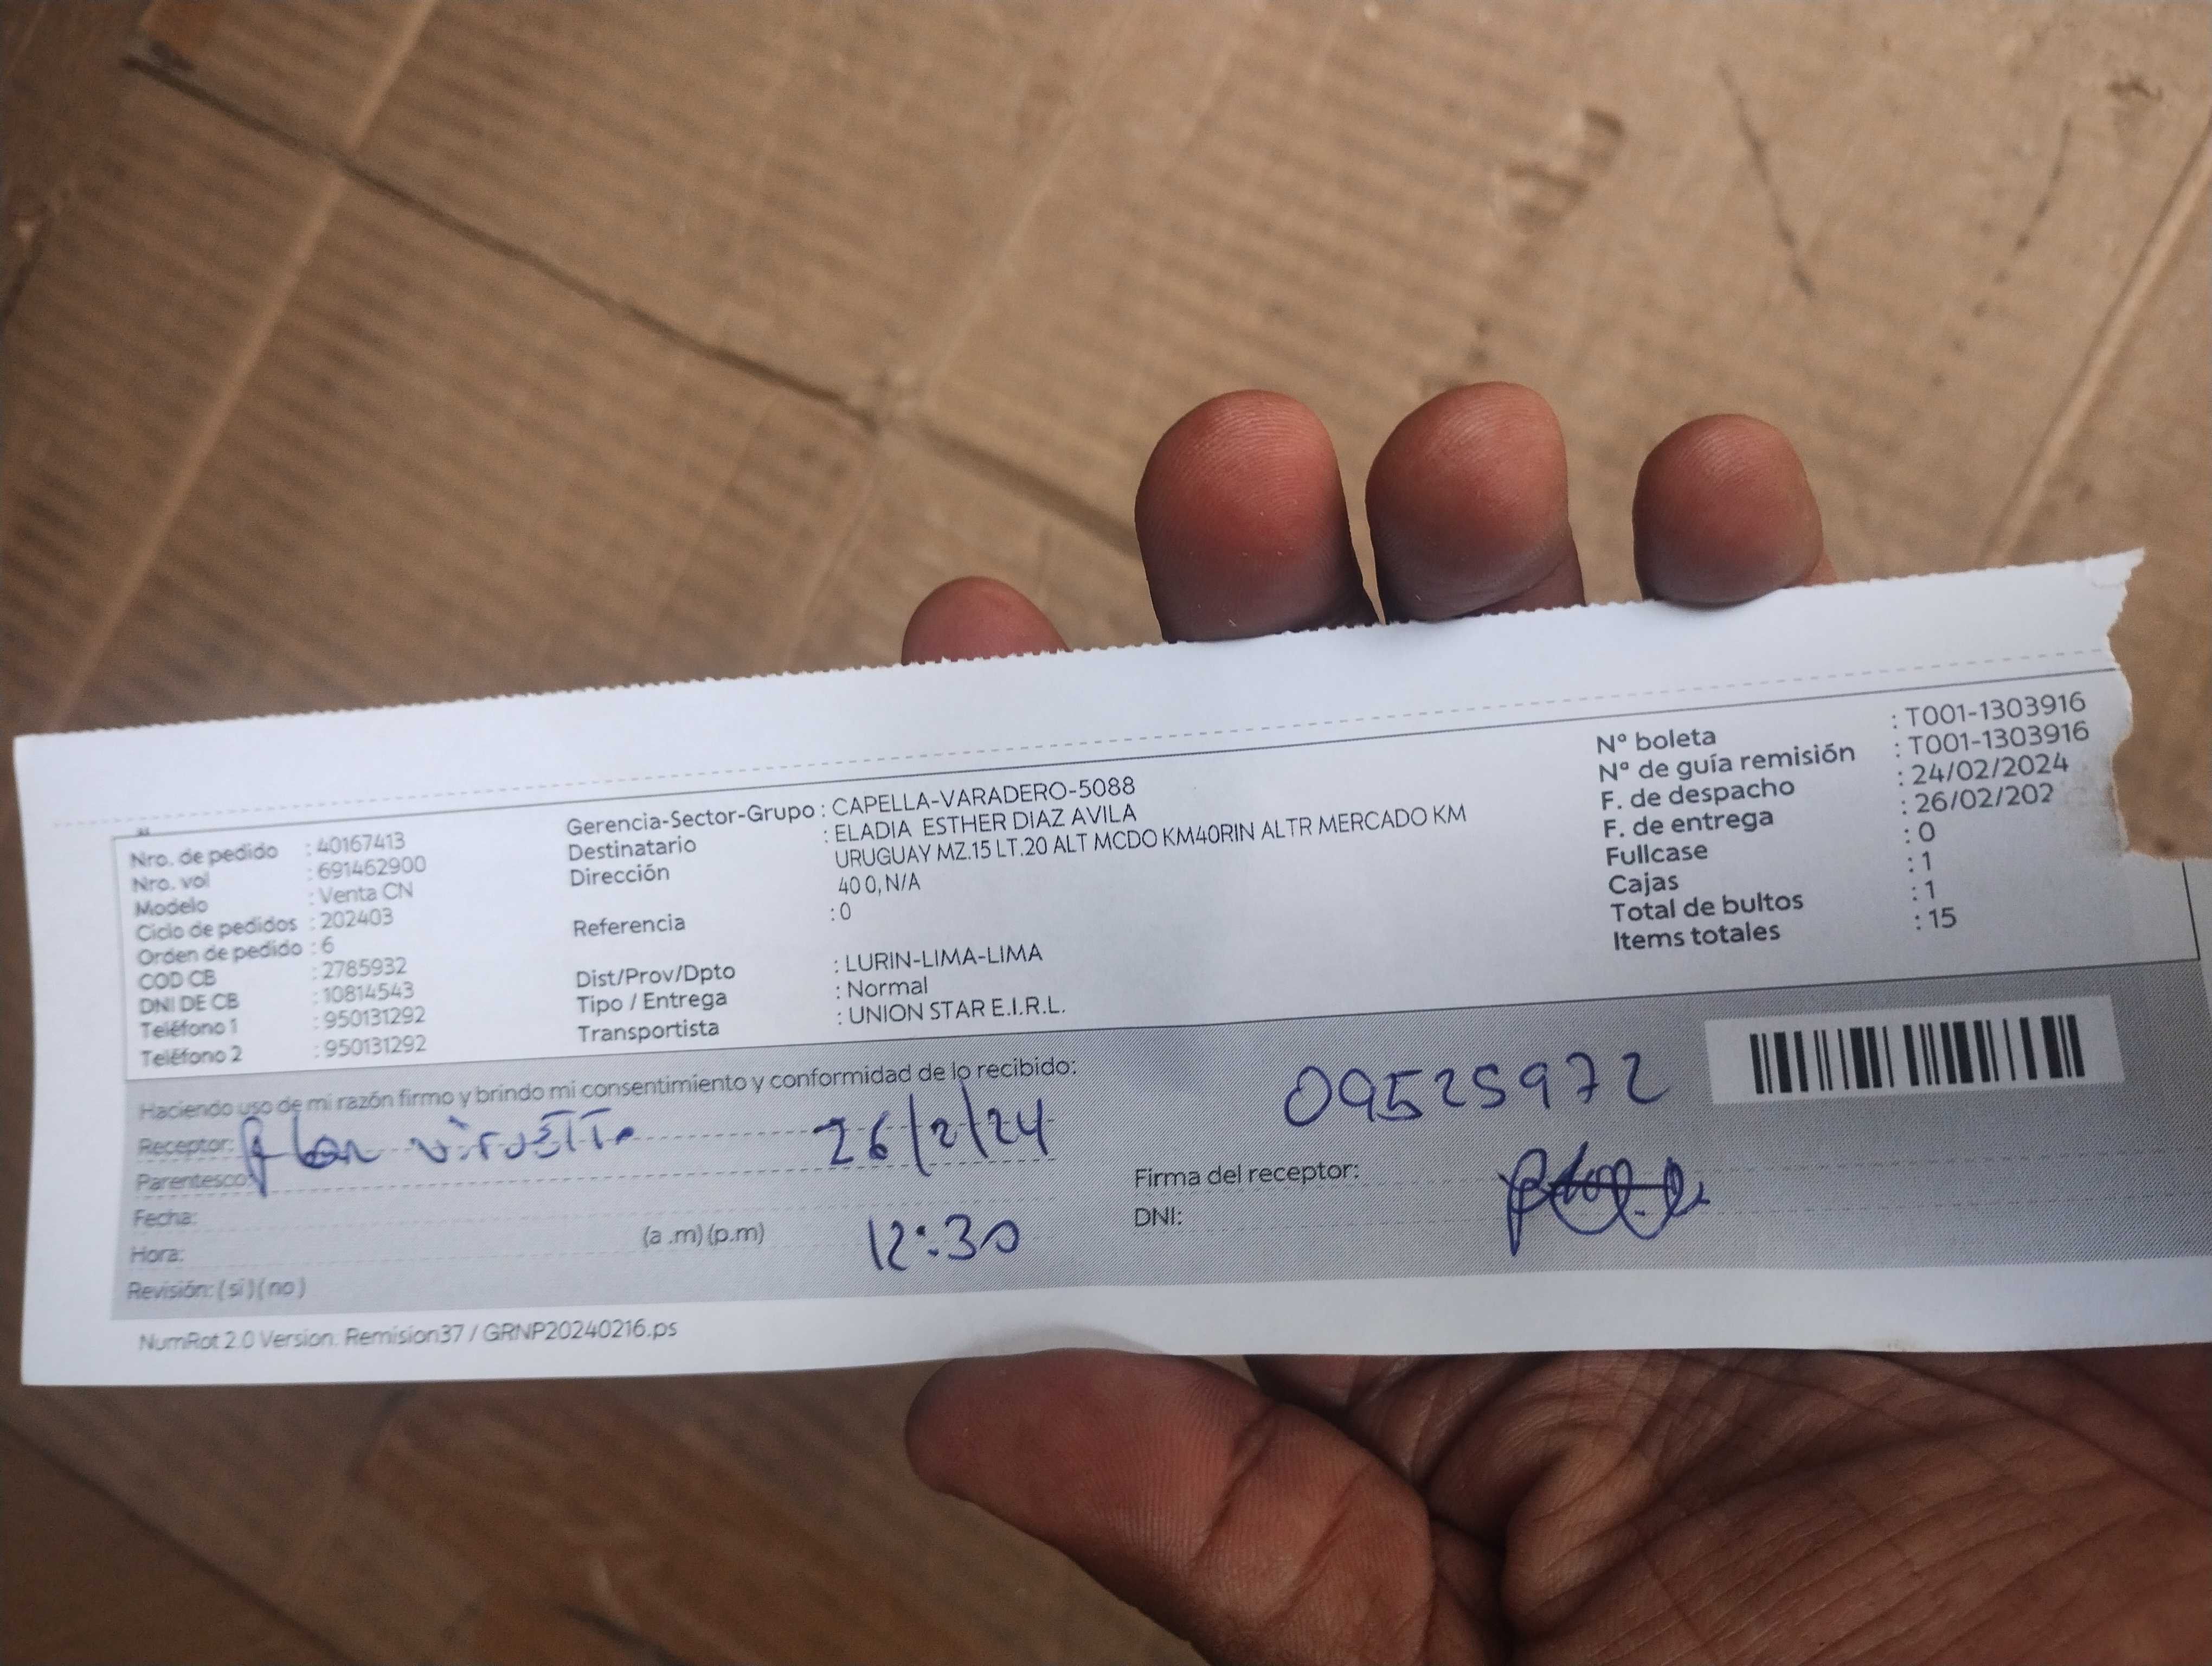 Nro. de pedido : 40167413
Nro. vol : 691462900
Modelo : Venta CN
Ciclo de pedidos : 202403
Orden de pedido : 6
COD CB : 2785932
DNI DE CB : 10814543
Teléfono 1 : 950131292
Teléfono 2 : 950131292
Gerencia-Sector-Grupo : CAPELLA-VARADERO-5088
Destinatario : ELADIA ESTHER DIAZ AVILA
Dirección URUGUAY MZ.15 LT.20 ALT MCDO KM40RIN ALTR MERCADO KM
40 0, N/A
Referencia : 0
Dist/Prov/Dpto : LURIN-LIMA-LIMA
Tipo / Entrega : Normal
Transportista : UNION STAR E.I.R.L.
N° boleta : T001-1303916
N° de guía remisión : T001-1303916
F. de despacho : 24/02/2024
F. de entrega : 26/02/202
Fullcase : 0
Cajas : 1
Total de bultos : 1
Items totales : 15
Haciendo uso de mi razón firmo y brindo mi consentimiento y conformidad de lo recibido:
Receptor: Alan
Parentesco:
26/2/24
Fecha:
Hora: (a .m) (p.m) 12:30
Revisión: ( si ) ( no )
09525972
Firma del receptor:
DNI:
NumRot 2.0 Version: Remision37 / GRNP20240216.ps